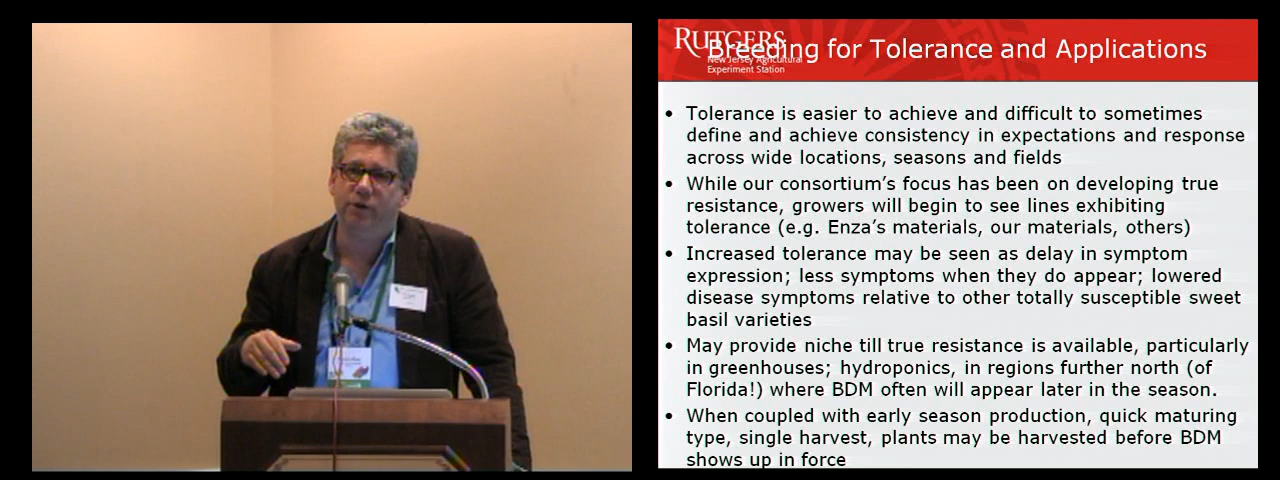 RUTGERS
New Jersey Agricultural
Experiment Station
Breeding for Tolerance and Applications
• Tolerance is easier to achieve and difficult to sometimes
define and achieve consistency in expectations and response
across wide locations, seasons and fields
• While our consortium's focus has been on developing true
resistance, growers will begin to see lines exhibiting
tolerance (e.g. Enza's materials, our materials, others)
• Increased tolerance may be seen as delay in symptom
expression; less symptoms when they do appear; lowered
disease symptoms relative to other totally susceptible sweet
basil varieties
• May provide niche till true resistance is available, particularly
in greenhouses; hydroponics, in regions further north (of
Florida!) where BDM often will appear later in the season.
• When coupled with early season production, quick maturing
type, single harvest, plants may be harvested before BDM
shows up in force